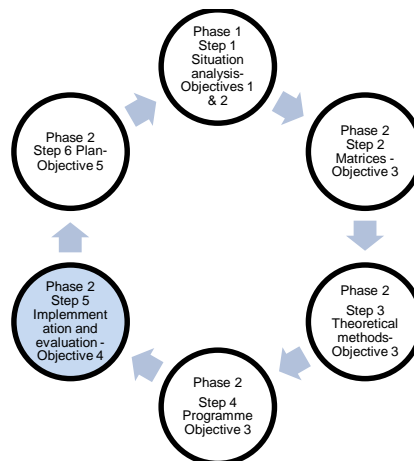 Phase 1
Step 1
Situation
analysis-
Objectives 1
& 2
Phase 2
Step 2
Matrices -
Objective 3
Phase 2
Step 3
Theoretical
methods-
Objective 3
Phase 2
Step 4
Programme
Objective 3
Phase 2
Step 5
Implemment
ation and
evaluation -
Objective 4
Phase 2
Step 6 Plan-
Objective 5